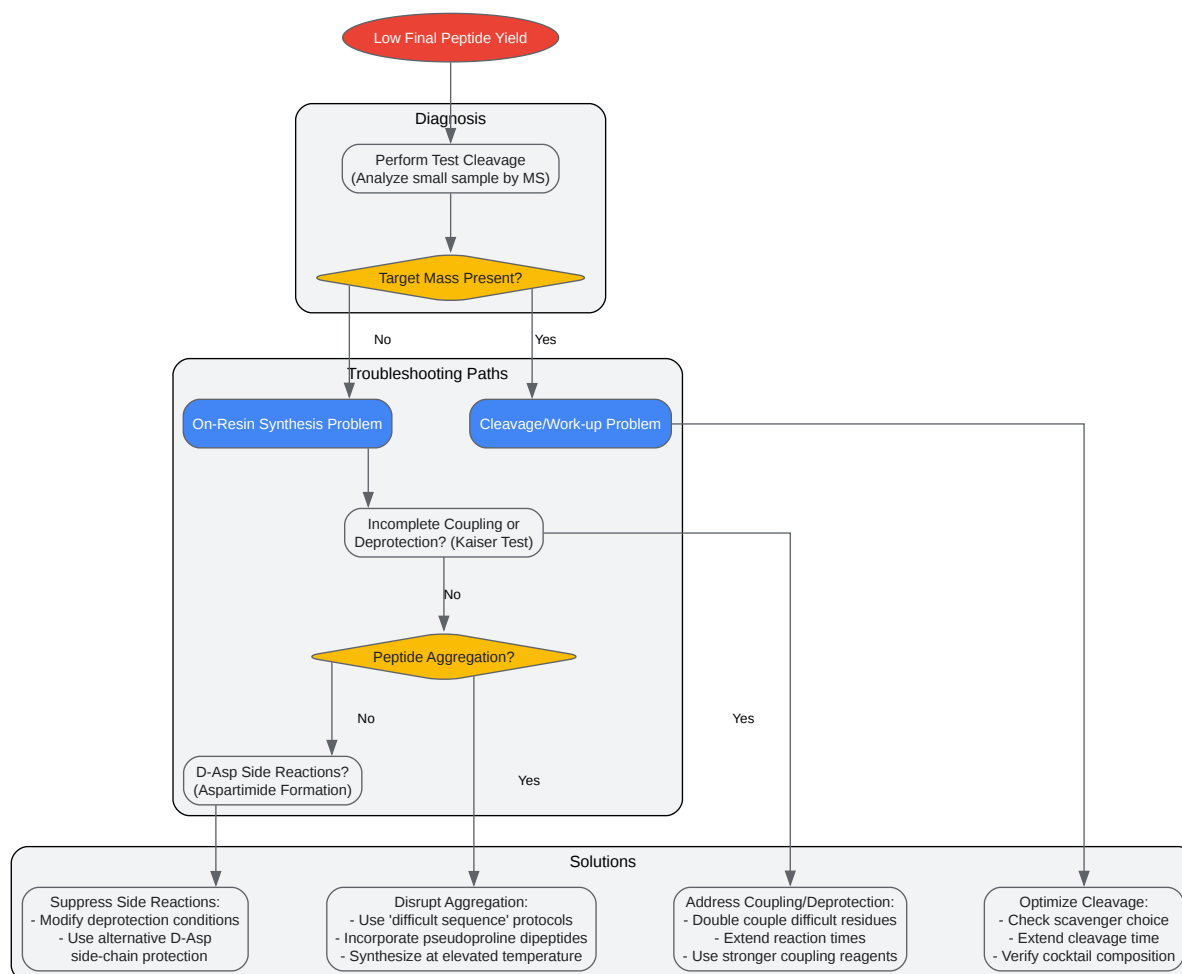 Low Final Peptide Yield
Diagnosis
Perform Test Cleavage
(Analyze small sample by MS)
Target Mass Present?
No
Yes
Troubleshooting Paths
On-Resin Synthesis Problem
Cleavage/Work-up Problem
Incomplete Coupling or
Deprotection? (Kaiser Test)
No
Peptide Aggregation?
No
Yes
D-Asp Side Reactions?
(Aspartimide Formation)
Yes
Solutions
Suppress Side Reactions:
- Modify deprotection conditions
- Use alternative D-Asp
side-chain protection
Disrupt Aggregation:
- Use 'difficult sequence' protocols
- Incorporate pseudoproline dipeptides
- Synthesize at elevated temperature
Address Coupling/Deprotection:
- Double couple difficult residues
- Extend reaction times
- Use stronger coupling reagents
Optimize Cleavage:
- Check scavenger choice
- Extend cleavage time
- Verify cocktail composition